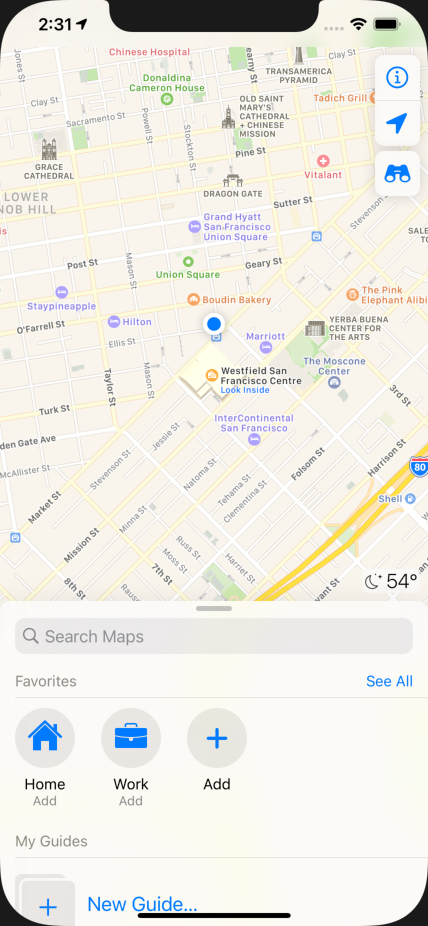 2:31
Jones St
Chinese Hospital
Donaldina
Cameron House
Clay St
Sacramento St
Powell St
Stockton St
TRANSAMERICA
PYRAMID
OLD SAINT
MARY'S
CATHEDRAL
+ CHINESE
MISSION
Tadich Grill
Clay St
Pine St
GRACE
CATHEDRAL
Vitalant
DRAGON GATE
LOWER
NOB HILL
Sutter St
Stevenson
Grand Hyatt
San Francisco
Union Square
SALE
Post St
Mason St
Geary St
Union Square
Staypineapple
Boudin Bakery
The Pink
Elephant Alibi
O'Farrell St
Hilton
Ellis St
Marriott
YERBA BUENA
CENTER FOR
THE ARTS
Taylor St
Mason St
Westfield San
Francisco Centre
Look Inside
The Moscone
Center
3rd St
Turk St
InterContinental
San Francisco
Jessie St
den Gate Ave
McAllister St
Stevenson St
Natoma St
Folsom St
Harrison St
80
Tehama St
Clementina St
Market St
Minna St
Shell
Mission St
Russ St
Moss St
7th St
Harriet St
8th St
yant St
54°
Search Maps
Favorites
See All
Home
Add
Work
Add
Add
My Guides
New Guide...